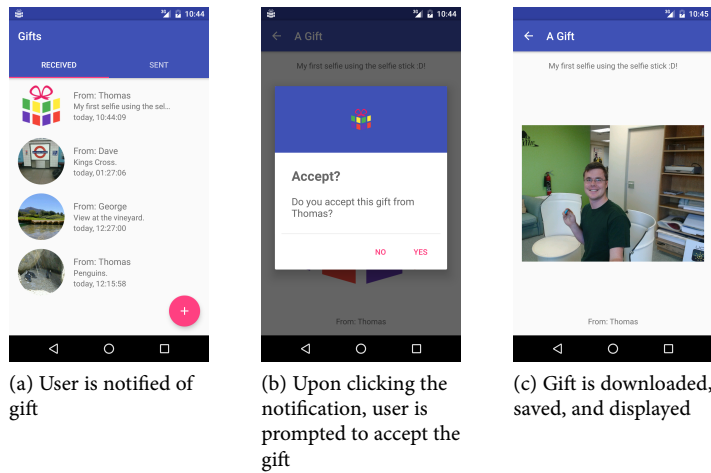 3G 10:44
Gifts
RECEIVED SENT
From: Thomas
My first selfie using the sel...
today, 10:44:09
From: Dave
Kings Cross.
today, 01:27:06
From: George
View at the vineyard.
today, 12:27:00
From: Thomas
Penguins.
today, 12:15:58
+
(a) User is notified of
gift
3G 10:44
A Gift
My first selfie using the selfie stick :D!
Accept?
Do you accept this gift from
Thomas?
NO YES
From: Thomas
(b) Upon clicking the
notification, user is
prompted to accept the
gift
3G 10:45
A Gift
My first selfie using the selfie stick :D!
From: Thomas
(c) Gift is downloaded,
saved, and displayed